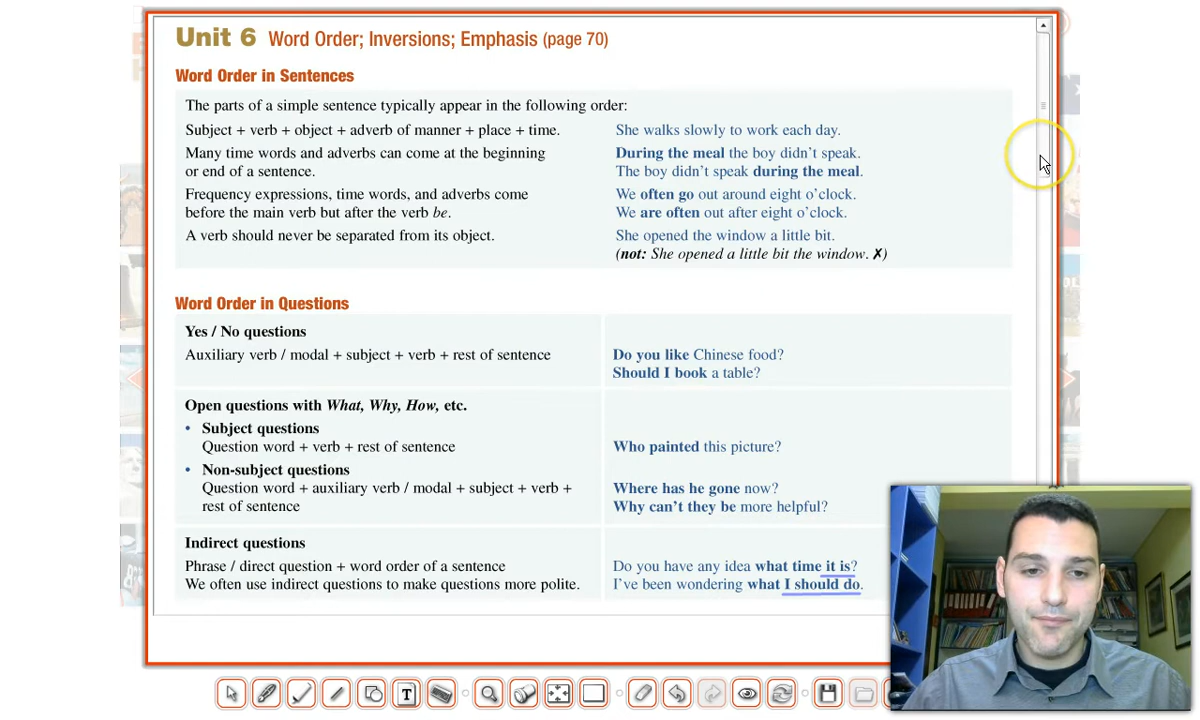 Unit 6 Word Order; Inversions; Emphasis (page 70)
Word Order in Sentences
The parts of a simple sentence typically appear in the following order:
Subject + verb + object + adverb of manner + place + time.
She walks slowly to work each day.
Many time words and adverbs can come at the beginning
or end of a sentence.
During the meal the boy didn't speak.
The boy didn't speak during the meal.
Frequency expressions, time words, and adverbs come
before the main verb but after the verb be.
We often go out around eight o'clock.
We are often out after eight o'clock.
A verb should never be separated from its object.
She opened the window a little bit.
(not: She opened a little bit the window. ✗)
Word Order in Questions
Yes / No questions
Auxiliary verb / modal + subject + verb + rest of sentence
Do you like Chinese food?
Should I book a table?
Open questions with What, Why, How, etc.
• Subject questions
Question word + verb + rest of sentence
Who painted this picture?
• Non-subject questions
Question word + auxiliary verb / modal + subject + verb +
rest of sentence
Where has he gone now?
Why can't they be more helpful?
Indirect questions
Phrase / direct question + word order of a sentence
We often use indirect questions to make questions more polite.
Do you have any idea what time it is?
I've been wondering what I should do.
T